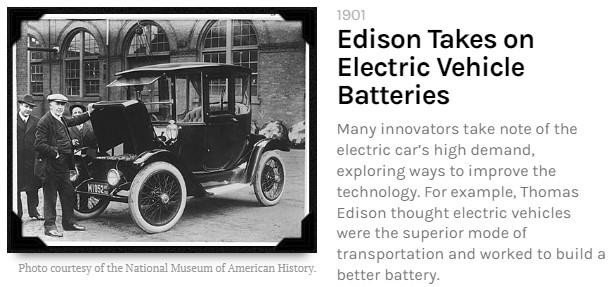 1901
Edison Takes on
Electric Vehicle
Batteries
Many innovators take note of the
electric car's high demand,
exploring ways to improve the
technology. For example, Thomas
Edison thought electric vehicles
were the superior mode of
transportation and worked to build a
better battery.
Photo courtesy of the National Museum of American History.